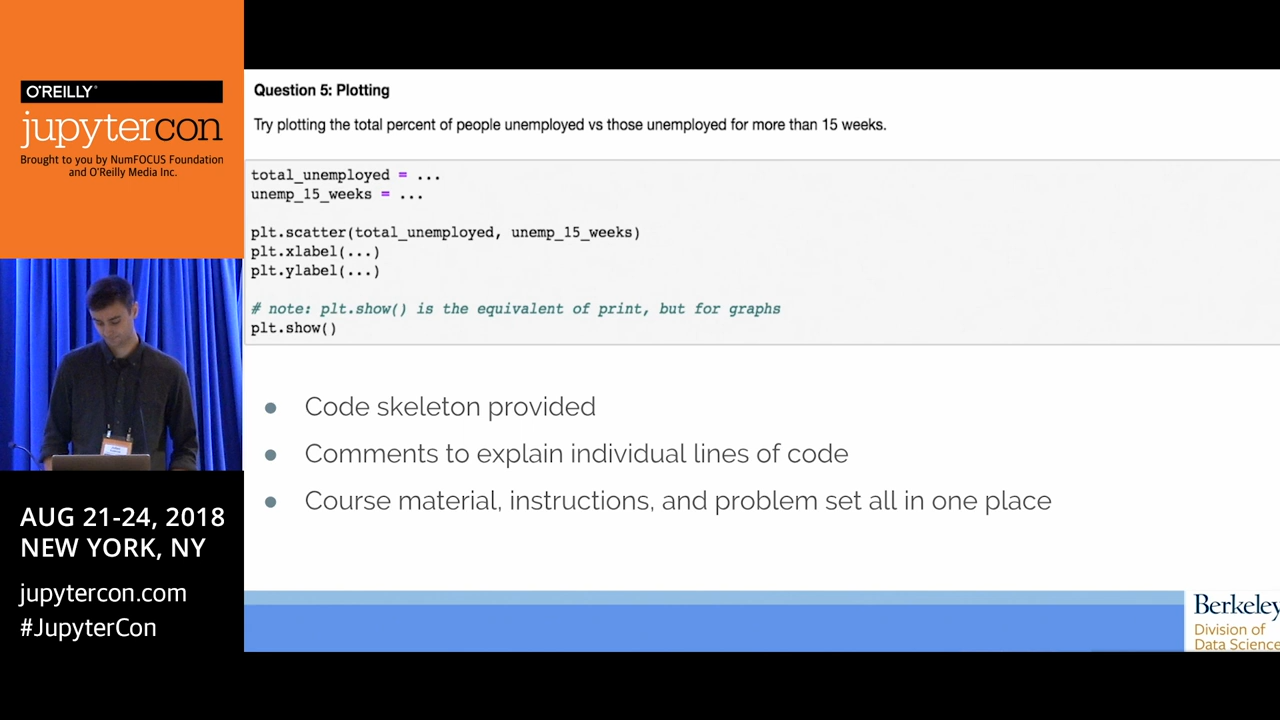 O'REILLY®
jupytercon
Brought to you by NumFOCUS Foundation
and O'Reilly Media Inc.
AUG 21-24, 2018
NEW YORK, NY
jupytercon.com
#JupyterCon
Question 5: Plotting
Try plotting the total percent of people unemployed vs those unemployed for more than 15 weeks.
total_unemployed = ...
unemp_15_weeks = ...
plt.scatter(total_unemployed, unemp_15_weeks)
plt.xlabel(...)
plt.ylabel(...)
# note: plt.show() is the equivalent of print, but for graphs
plt.show()
● Code skeleton provided
● Comments to explain individual lines of code
● Course material, instructions, and problem set all in one place
Berkeley
Division of
Data Science